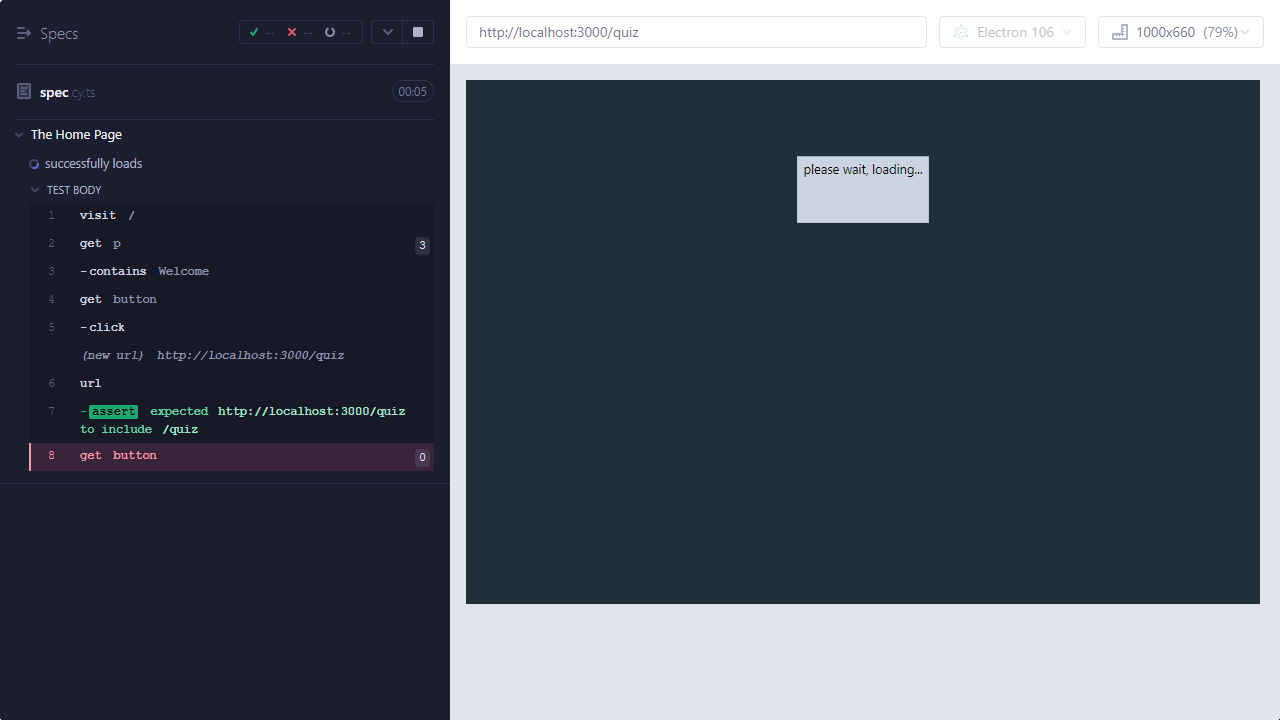 Specs
-- -- --
spec.cy.ts
00:05
The Home Page
successfully loads
TEST BODY
1 visit /
2 get p 3
3 -contains Welcome
4 get button
5 -click
(new url) http://localhost:3000/quiz
6 url
7 -assert expected http://localhost:3000/quiz
to include /quiz
8 get button 0
http://localhost:3000/quiz
Electron 106
1000x660 (79%)
please wait, loading...